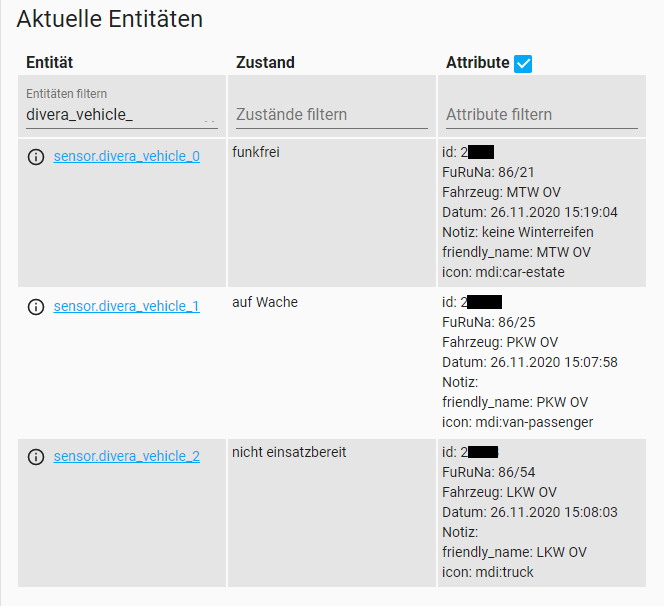 Aktuelle Entitäten
Entität Zustand Attribute
Entitäten filtern
divera_vehicle_ Zustände filtern Attribute filtern
sensor.divera_vehicle_0 funkfrei id: 2
FuRuNa: 86/21
Fahrzeug: MTW OV
Datum: 26.11.2020 15:19:04
Notiz: keine Winterreifen
friendly_name: MTW OV
icon: mdi:car-estate
sensor.divera_vehicle_1 auf Wache id: 2
FuRuNa: 86/25
Fahrzeug: PKW OV
Datum: 26.11.2020 15:07:58
Notiz:
friendly_name: PKW OV
icon: mdi:van-passenger
sensor.divera_vehicle_2 nicht einsatzbereit id: 2
FuRuNa: 86/54
Fahrzeug: LKW OV
Datum: 26.11.2020 15:08:03
Notiz:
friendly_name: LKW OV
icon: mdi:truck